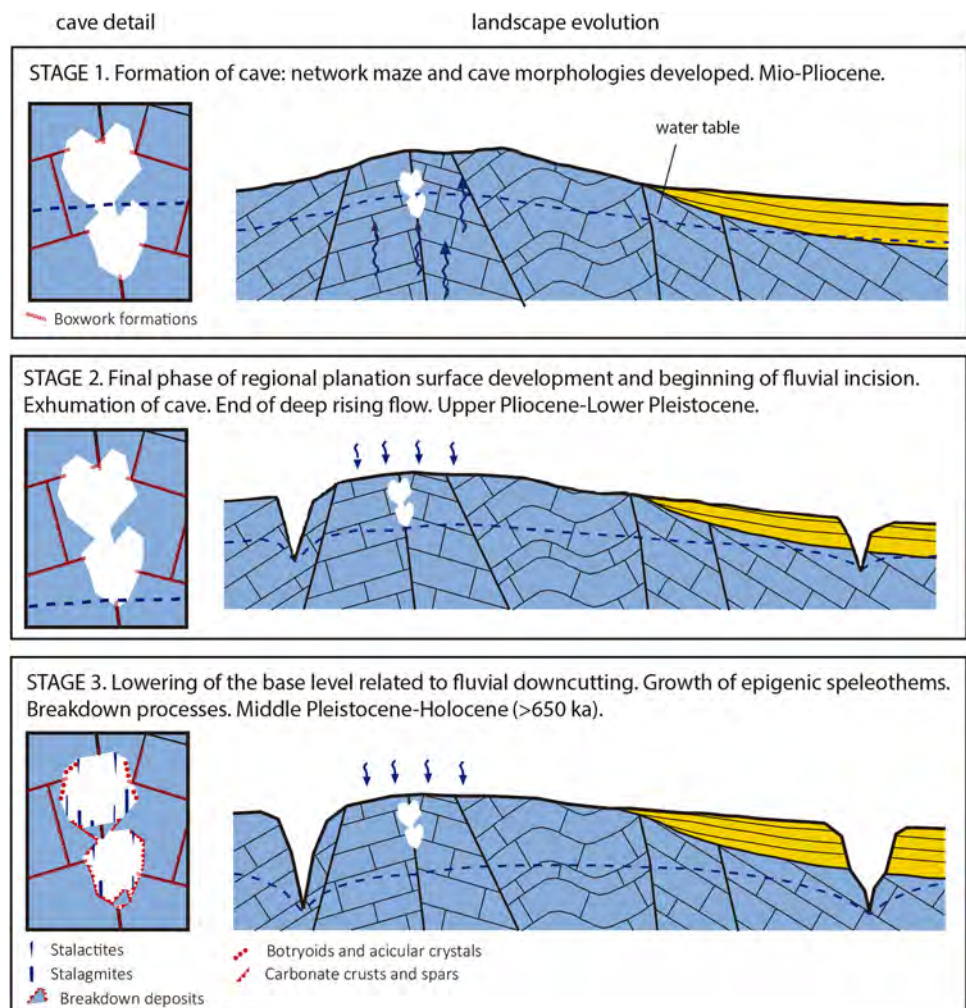 cave detail
landscape evolution
STAGE 1. Formation of cave: network maze and cave morphologies developed. Mio-Pliocene.
water table
Boxwork formations
STAGE 2. Final phase of regional planation surface development and beginning of fluvial incision.
Exhumation of cave. End of deep rising flow. Upper Pliocene-Lower Pleistocene.
STAGE 3. Lowering of the base level related to fluvial downcutting. Growth of epigenic speleothems.
Breakdown processes. Middle Pleistocene-Holocene (>650 ka).
Stalactites
Stalagmites
Breakdown deposits
Botryoids and acicular crystals
Carbonate crusts and spars